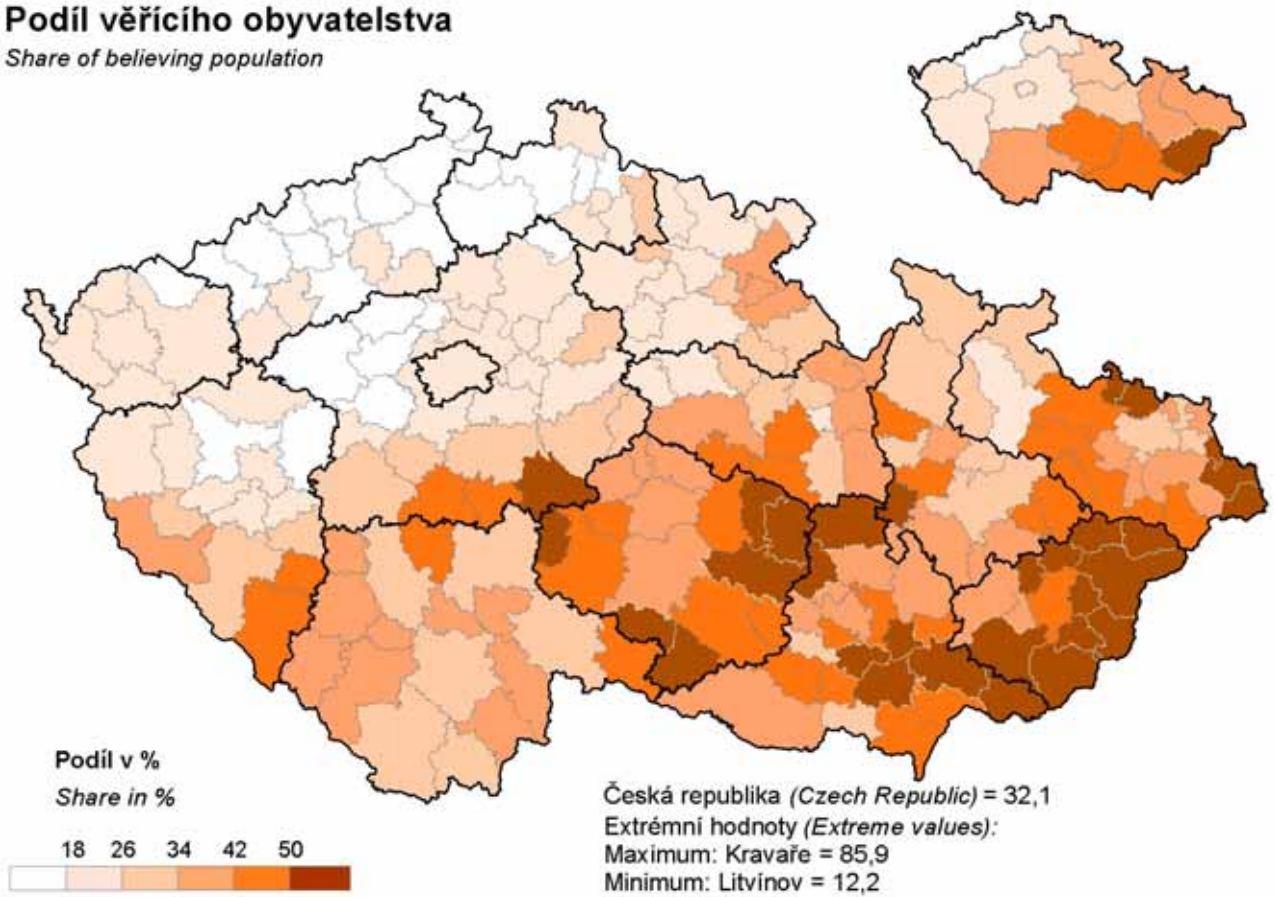 Podíl věřícího obyvatelstva
Share of believing population
Podíl v %
Share in %
18 26 34 42 50
Česká republika (Czech Republic) = 32,1
Extrémní hodnoty (Extreme values):
Maximum: Kravaře = 85,9
Minimum: Litvínov = 12,2